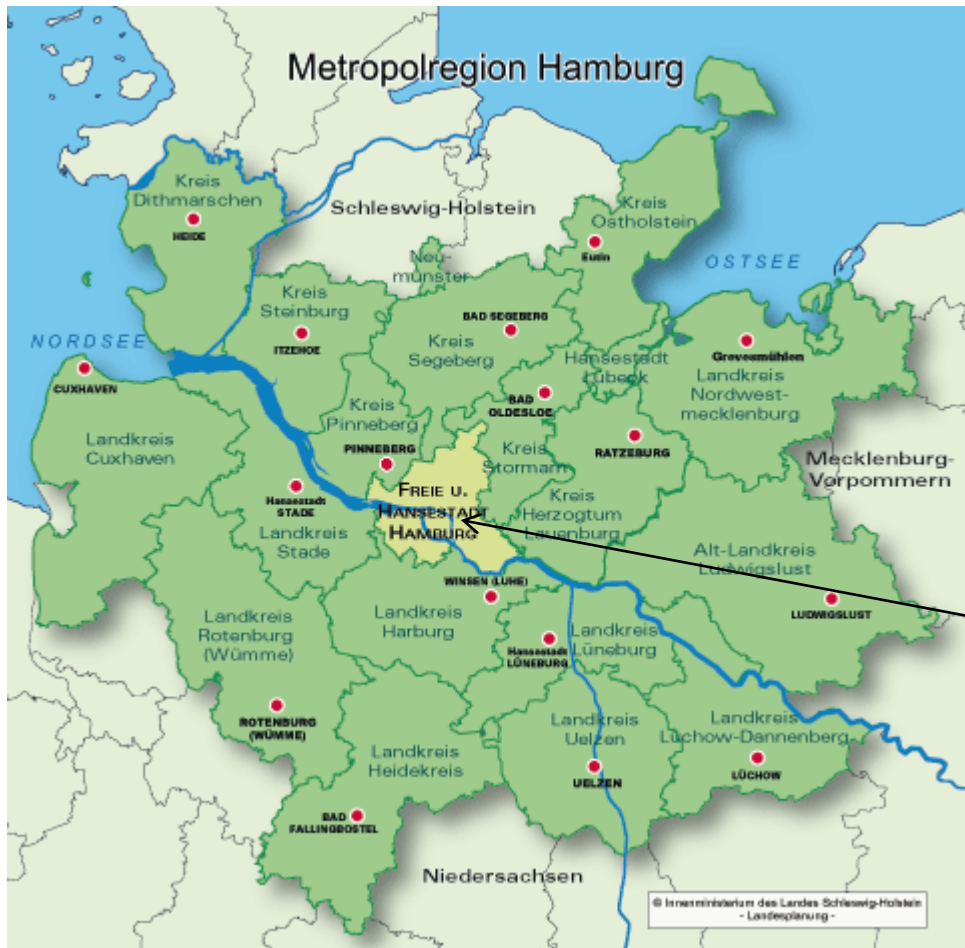 Metropolregion Hamburg
Kreis
Dithmarschen
HEIDE
Schleswig-Holstein
Kreis
Ostholstein
Eutin
OSTSEE
Neu-
münster
Kreis
Steinburg
ITZEHOE
BAD SEGEBERG
Kreis
Segeberg
NORDSEE
CUXHAVEN
Hansestadt
Lübeck
Grevesmühlen
Landkreis
Nordwest-
mecklenburg
BAD
OLDESLOE
Kreis
Pinneberg
PINNEBERG
Landkreis
Cuxhaven
Kreis
Stormarn
RATZEBURG
Mecklenburg-
Vorpommern
Hansestadt
STADE
Landkreis
Stade
FREIE U.
HANSESTADT
HAMBURG
Kreis
Herzogtum
Lauenburg
Alt-Landkreis
Ludwigslust
LUDWIGSLUST
WINSEN (LUHE)
Landkreis
Harburg
Landkreis
Rotenburg
(Wümme)
Hansestadt
LÜNEBURG
Landkreis
Lüneburg
ROTENBURG
(WÜMME)
Landkreis
Uelzen
UELZEN
Landkreis
Lüchow-Dannenberg
LÜCHOW
Landkreis
Heidekreis
BAD
FALLINGBOSTEL
Niedersachsen
© Innenministerium des Landes Schleswig-Holstein
- Landesplanung -